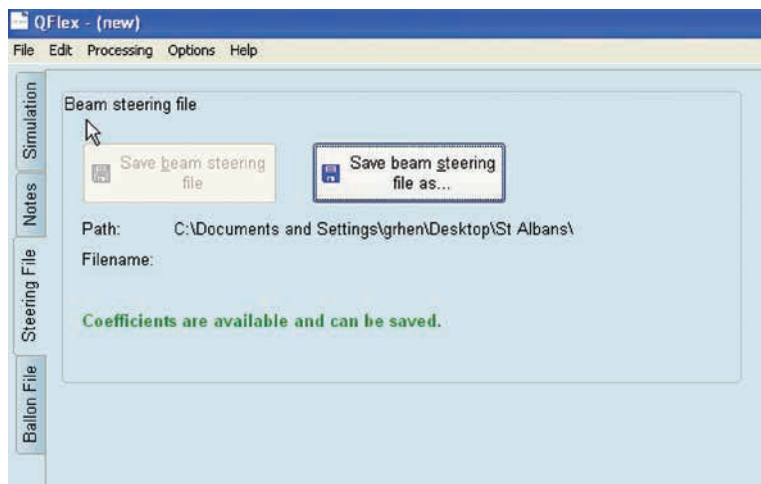 QFlex - (new)
File Edit Processing Options Help
Simulation
Notes
Steering File
Ballon File
Beam steering file
Save beam steering
file
Save beam steering
file as...
Path: C:\Documents and Settings\grhen\Desktop\St Albans\
Filename:
Coefficients are available and can be saved.